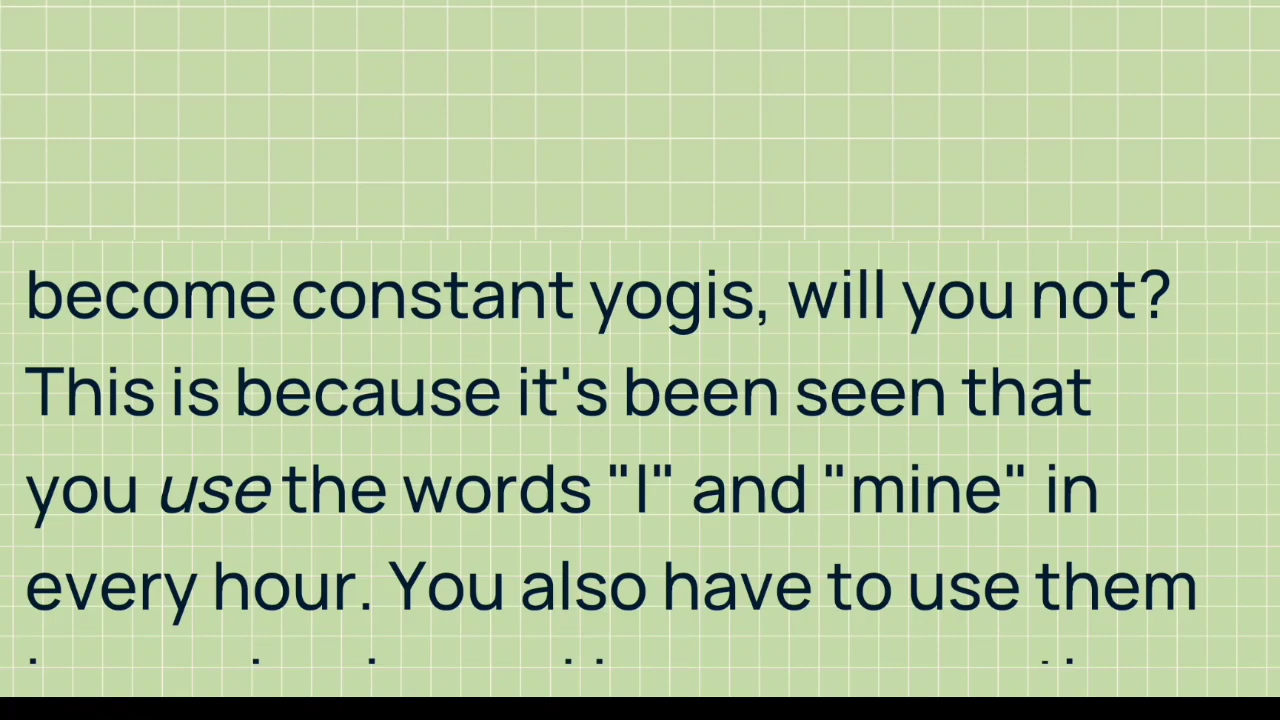 become constant yogis, will you not?
This is because it's been seen that
you use the words "I" and "mine" in
every hour. You also have to use them